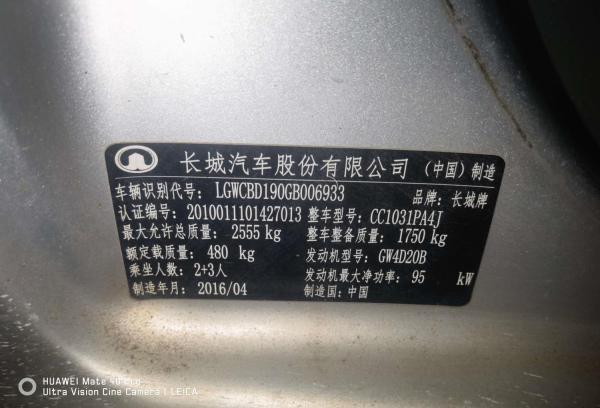 长城汽车股份有限公司 (中国) 制造
车辆识别代号: LGWCBD190GB006933 品牌: 长城牌
认证编号: 2010011101427013 整车型号: CC1031PA4J
最大允许总质量: 2555 kg 整车整备质量: 1750 kg
额定载质量: 480 kg 发动机型号: GW4D20B
乘坐人数: 2+3人 发动机最大净功率: 95 kW
制造年月: 2016/04 制造国: 中国
HUAWEI Mate 40 Pro
Ultra Vision Cine Camera | LEICA